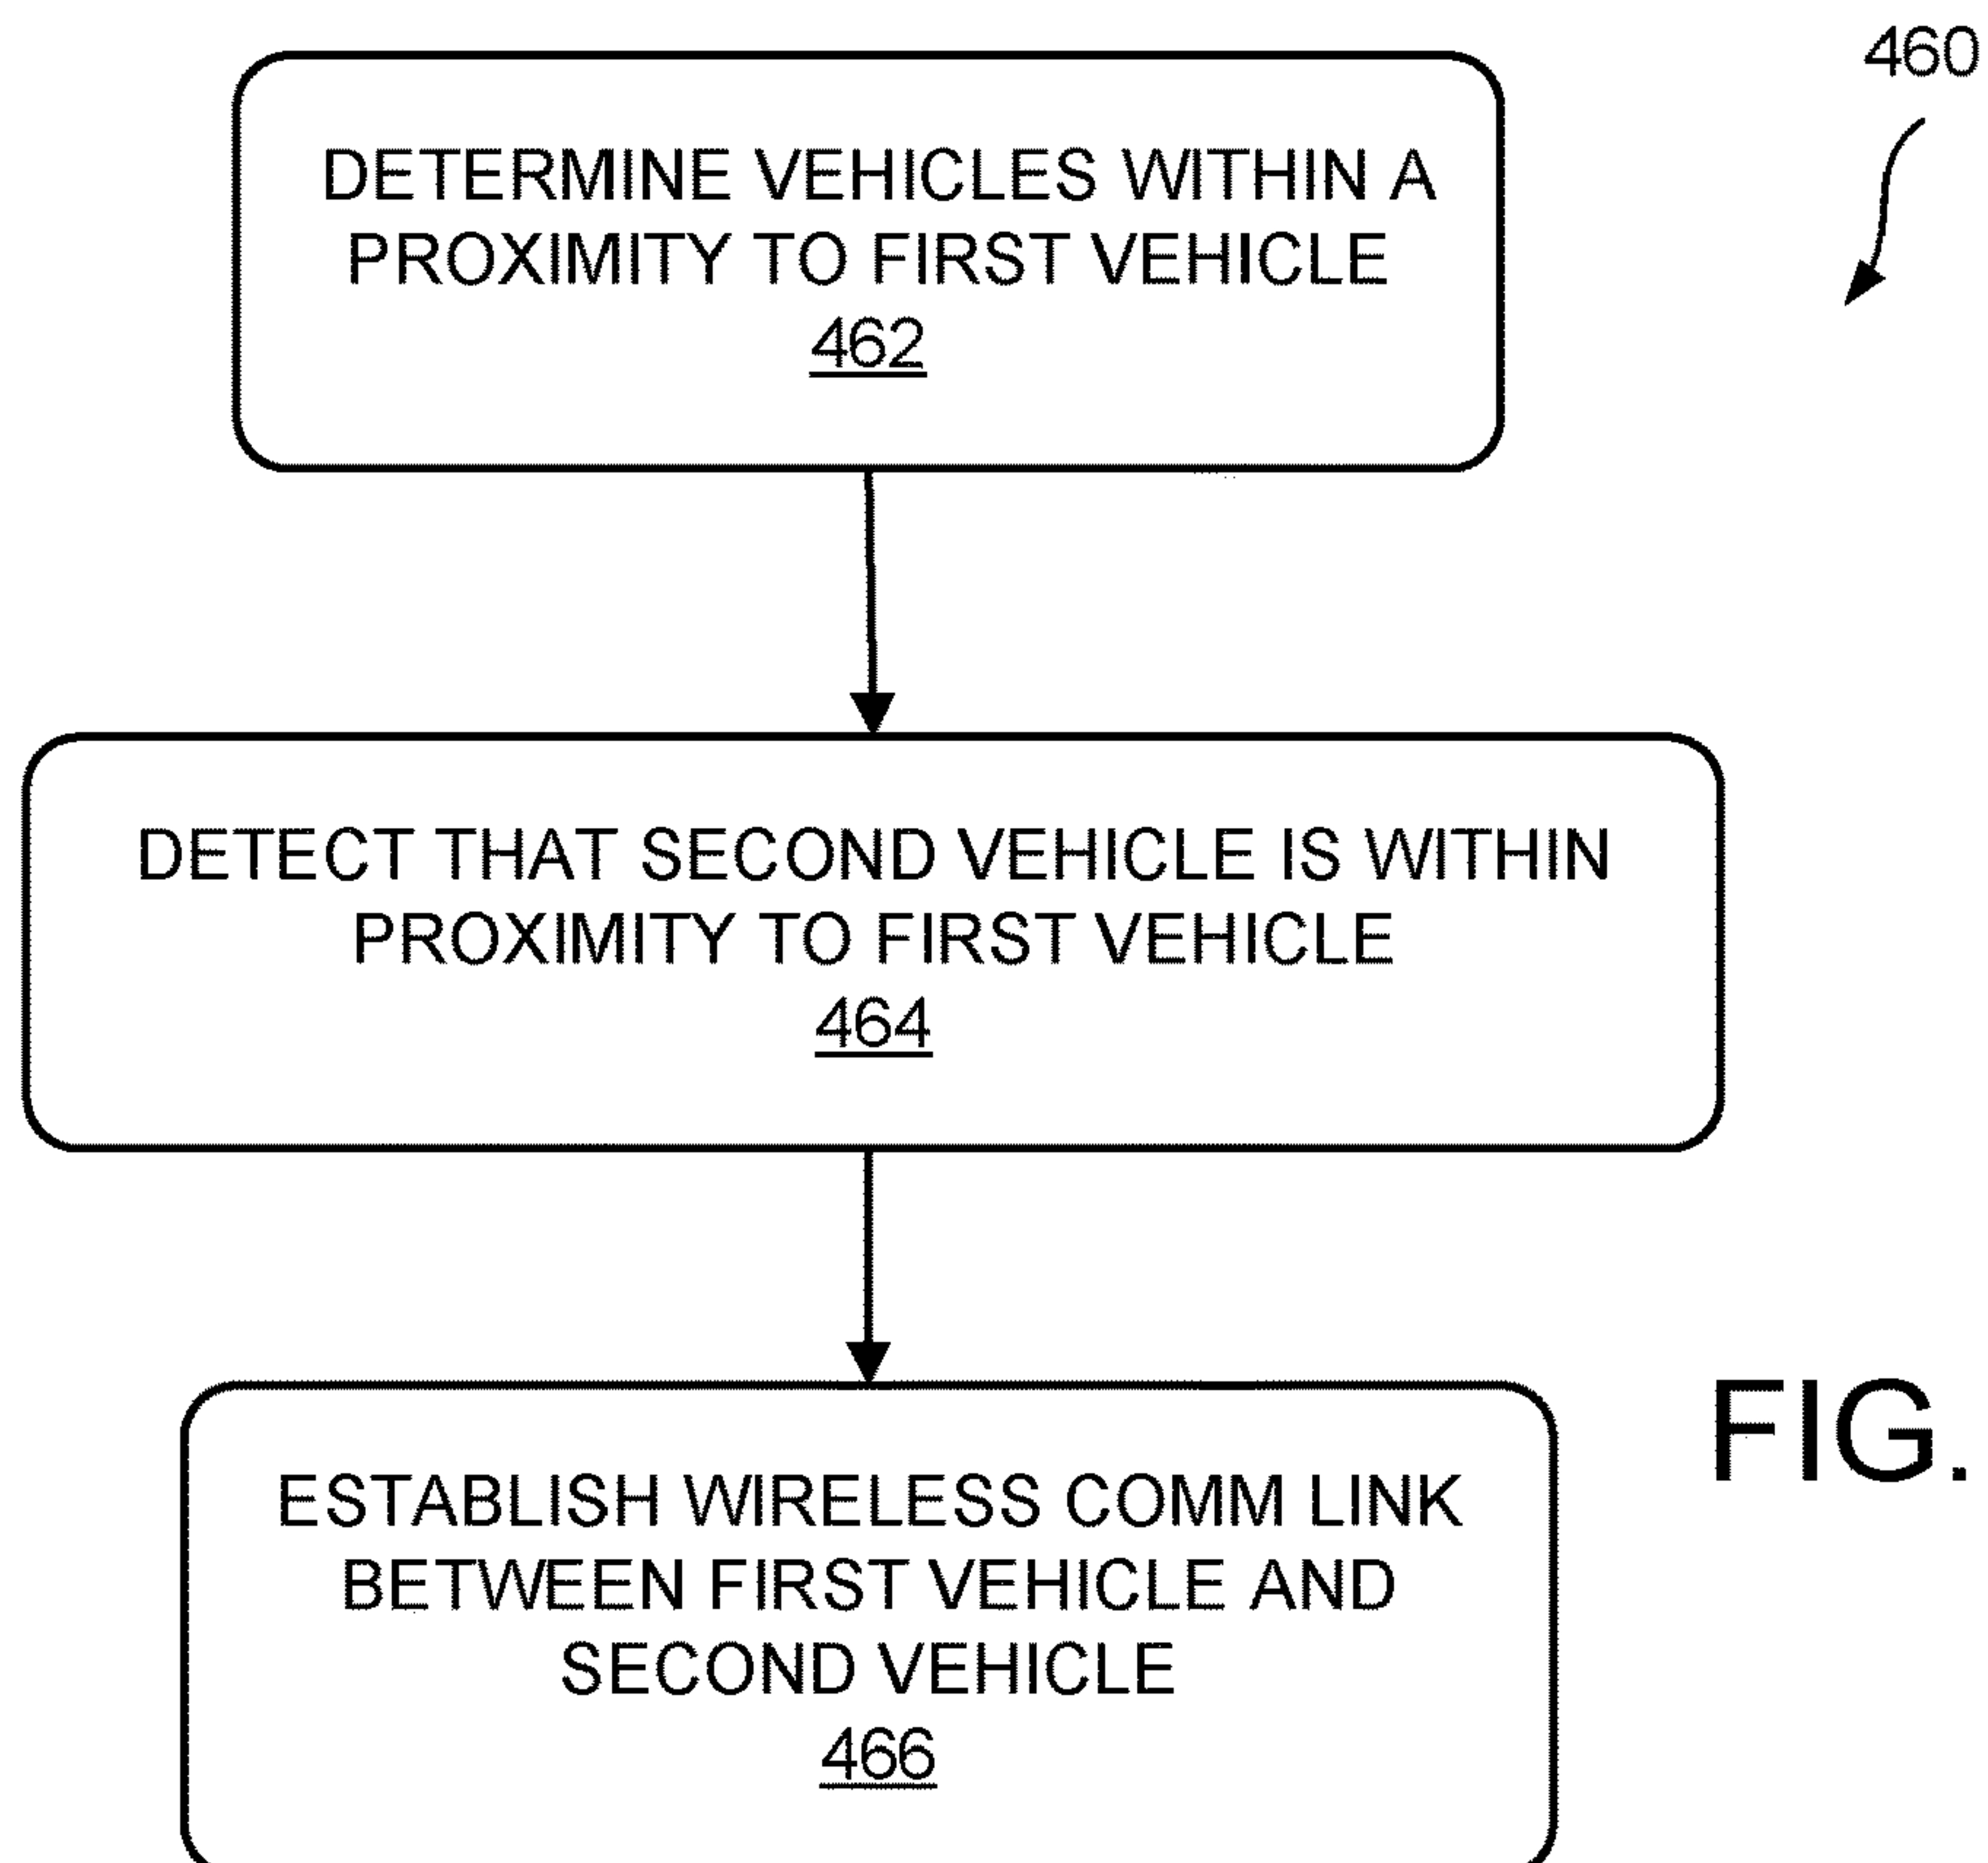 460
DETERMINE VEHICLES WITHIN A
PROXIMITY TO FIRST VEHICLE
462
DETECT THAT SECOND VEHICLE IS WITHIN
PROXIMITY TO FIRST VEHICLE
464
ESTABLISH WIRELESS COMM LINK
BETWEEN FIRST VEHICLE AND
SECOND VEHICLE
466
FIG.